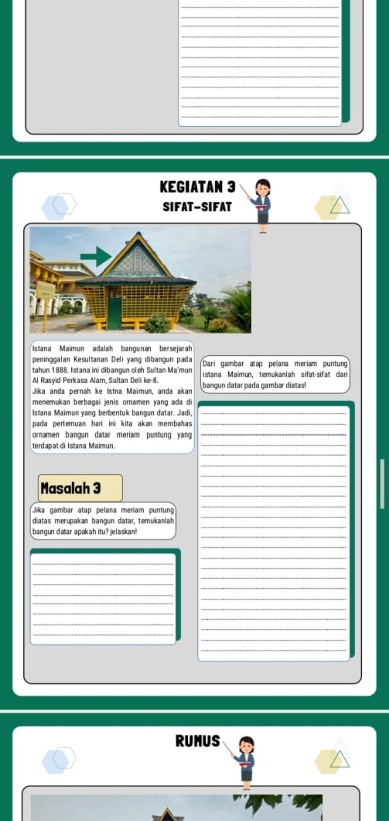 KEGIATAN 3
SIFAT-SIFAT
Istana Maimun adalah bangunan bersejarah
peninggalan Kesultanan Deli yang dibangun pada
tahun 1888. Istana ini dibangun oleh Sultan Ma'mun
Al Rasyid Perkasa Alam, Sultan Deli ke-8.
Jika anda pernah ke Istna Maimun, anda akan
menemukan berbagai jenis ornamen yang ada di
Istana Maimun yang berbentuk bangun datar. Jadi,
pada pertemuan hari ini kita akan membahas
ornamen bangun datar meriam puntung yang
terdapat di Istana Maimun.
Dari gambar atap pelana meriam puntung
istana Maimun, temukanlah sifat-sifat dari
bangun datar pada gambar diatas!
Masalah 3
Jika gambar atap pelana meriam puntung
diatas merupakan bangun datar, temukanlah
bangun datar apakah itu? jelaskan!
RUMUS